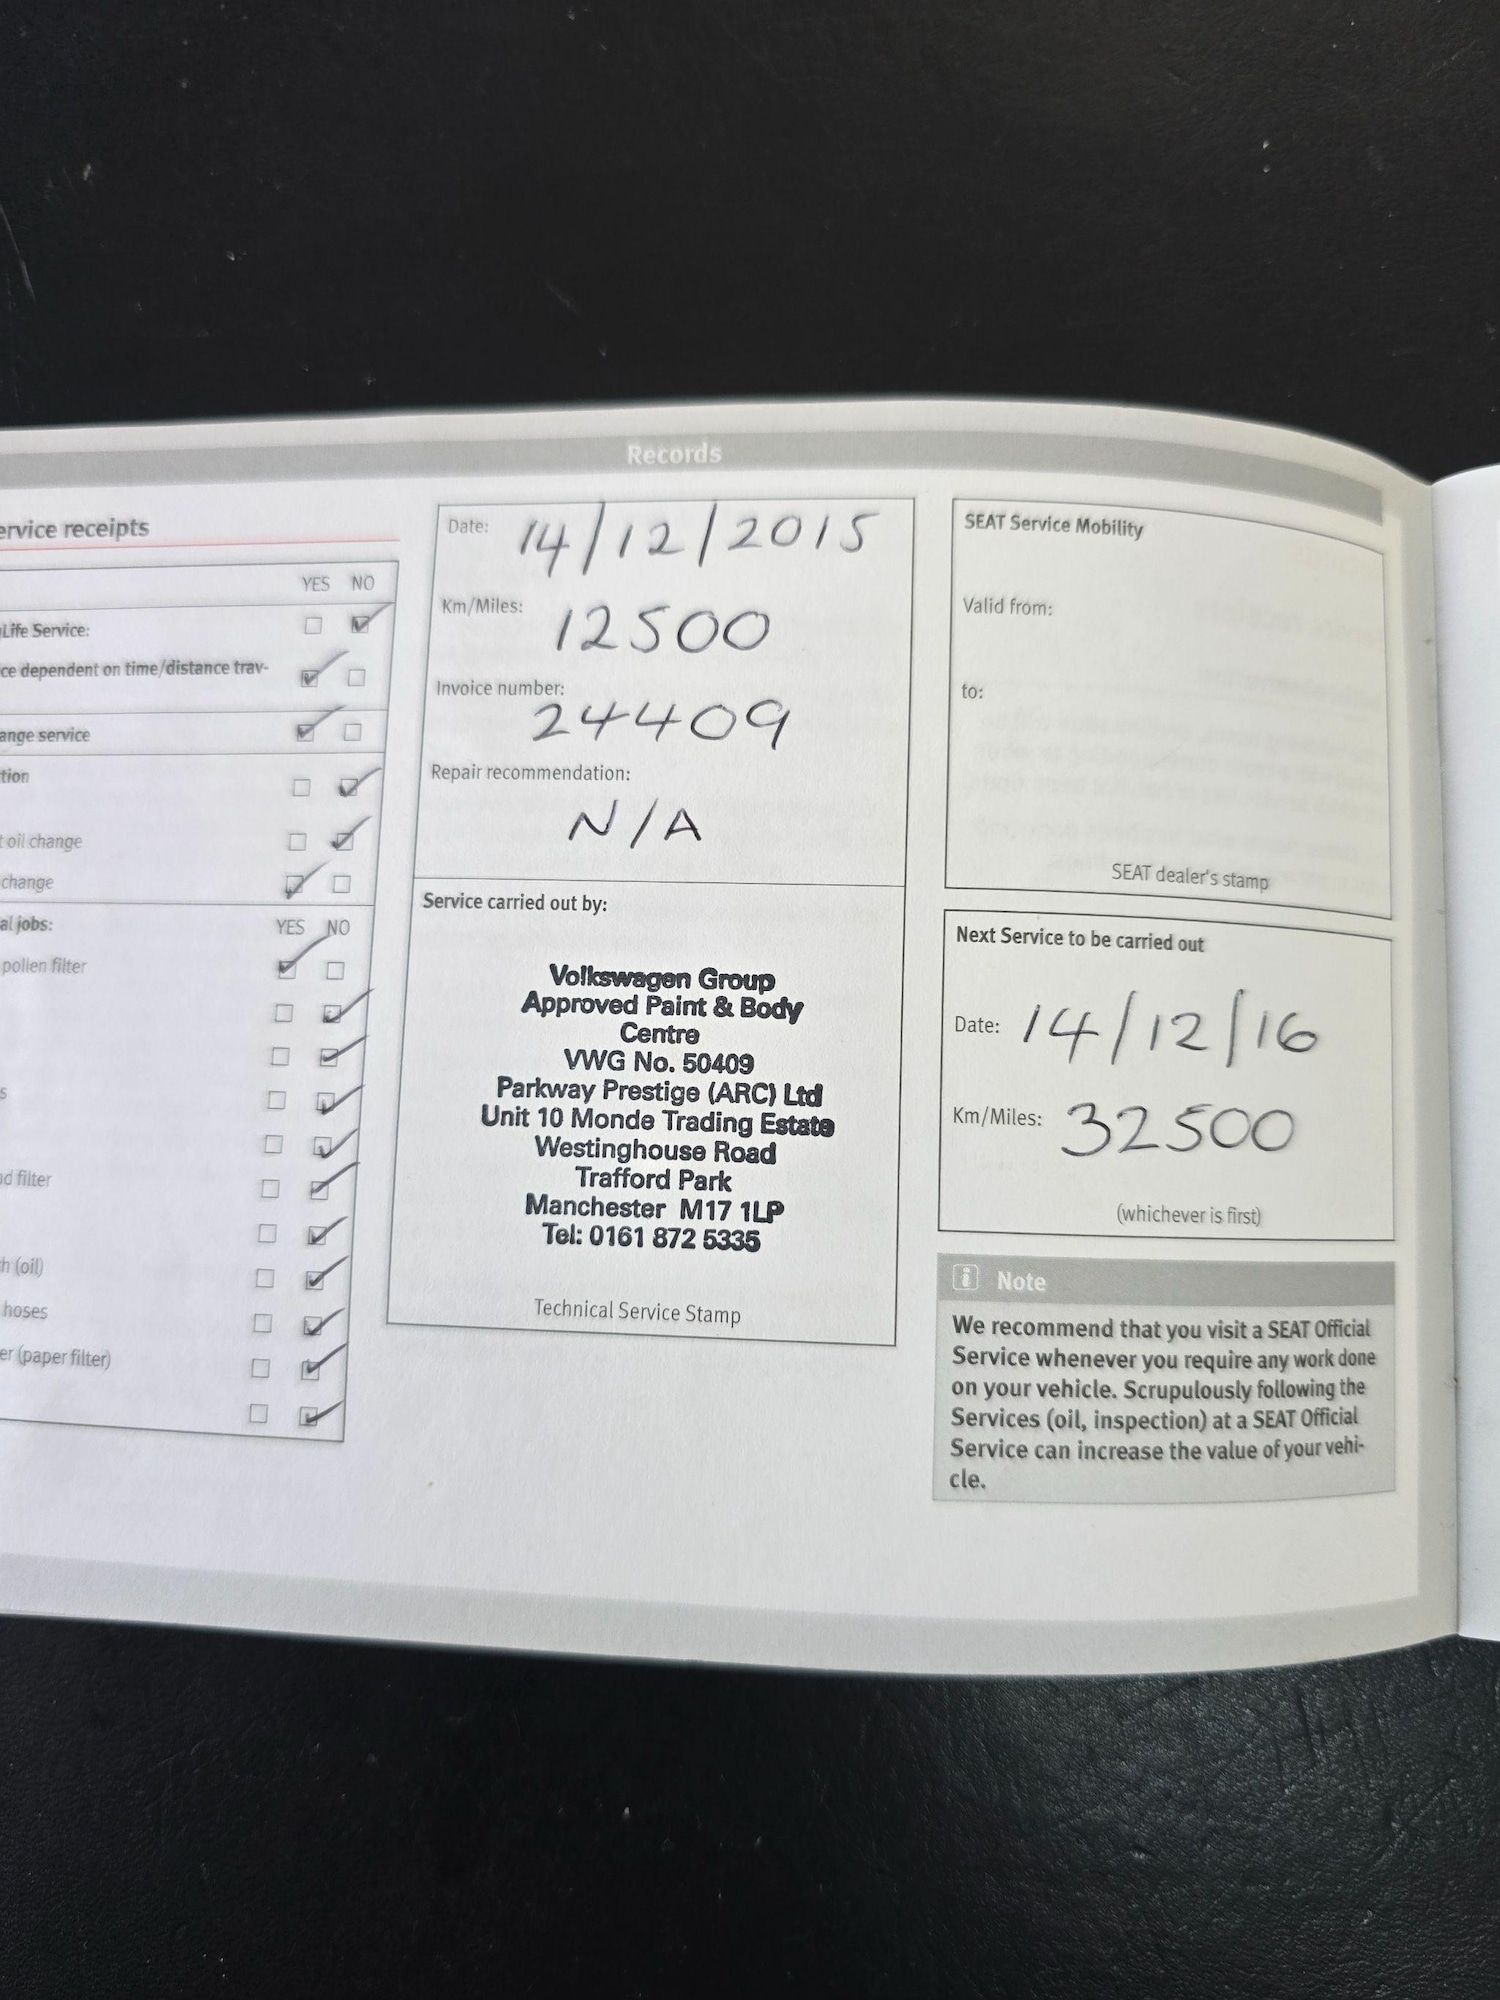 Records
ervice receipts
YES NO
Life Service:
ce dependent on time/distance trav-
ange service
tion
t oil change
change
al jobs:
YES NO
pollen filter
s
ad filter
h (oil)
hoses
er (paper filter)
Date: 14/12/2015
Km/Miles: 12500
Invoice number:
24409
Repair recommendation:
N/A
Service carried out by:
Volkswagen Group
Approved Paint & Body
Centre
VWG No. 50409
Parkway Prestige (ARC) Ltd
Unit 10 Monde Trading Estate
Westinghouse Road
Trafford Park
Manchester M17 1LP
Tel: 0161 872 5335
Technical Service Stamp
SEAT Service Mobility
Valid from:
to:
SEAT dealer's stamp
Next Service to be carried out
Date: 14/12/16
Km/Miles: 32500
(whichever is first)
i Note
We recommend that you visit a SEAT Official
Service whenever you require any work done
on your vehicle. Scrupulously following the
Services (oil, inspection) at a SEAT Official
Service can increase the value of your vehi-
cle.